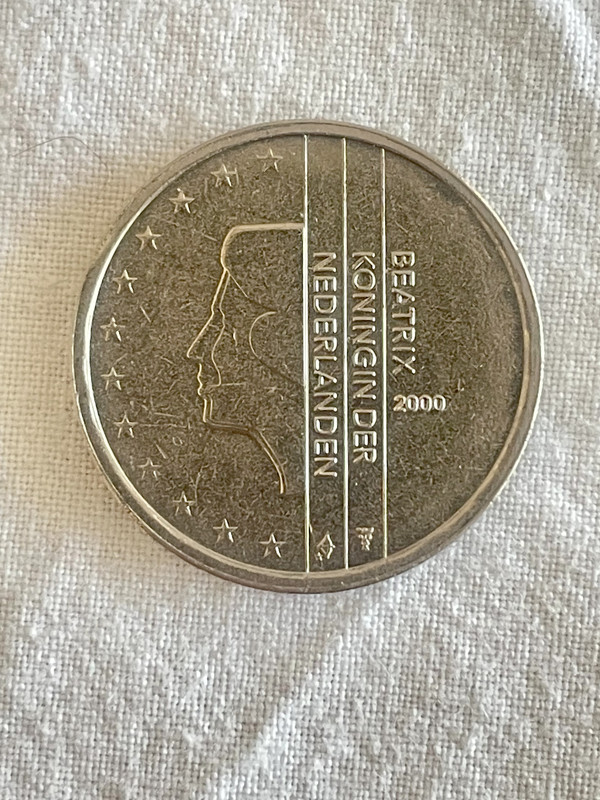 BEATRIX
KONINGIN DER
NEDERLANDEN
2000